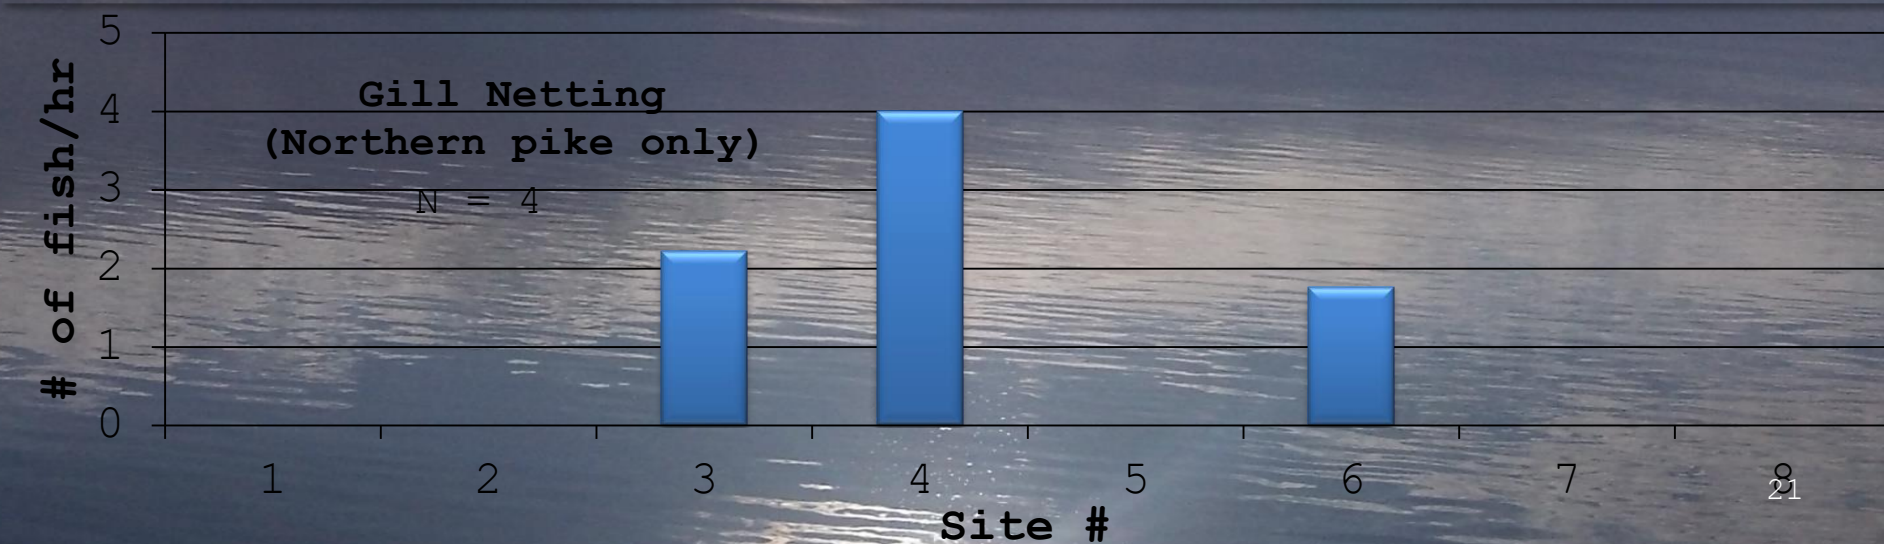 5
Gill Netting
4
(Northern pike only)
3
N = 4
2
1
0
# of fish/hr
1 2 3 4 5 6 7 8
21
Site #